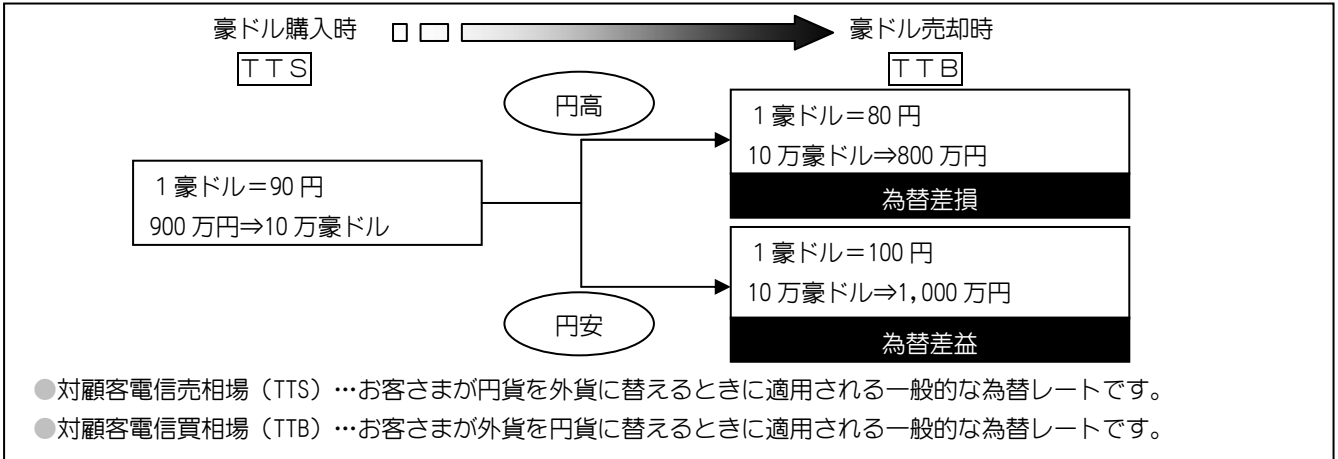 豪ドル購入時
豪ドル売却時
TTS
TTB
円高
1豪ドル=80円
10万豪ドル⇒800万円
為替差損
1豪ドル=90円
900万円⇒10万豪ドル
1豪ドル=100円
10万豪ドル⇒1,000万円
円安
為替差益
●対顧客電信売相場（TTS）…お客さまが円貨を外貨に替えるときに適用される一般的な為替レートです。
●対顧客電信買相場（TTB）…お客さまが外貨を円貨に替えるときに適用される一般的な為替レートです。